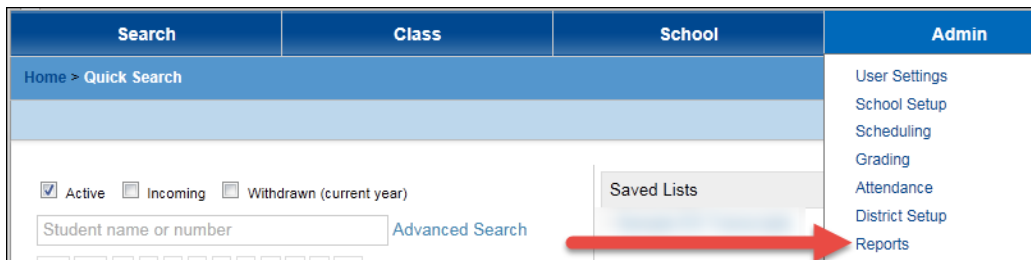 Search Class School Admin
Home > Quick Search
User Settings
School Setup
Scheduling
Grading
Attendance
District Setup
Reports
Active Incoming Withdrawn (current year)
Student name or number Advanced Search
Saved Lists